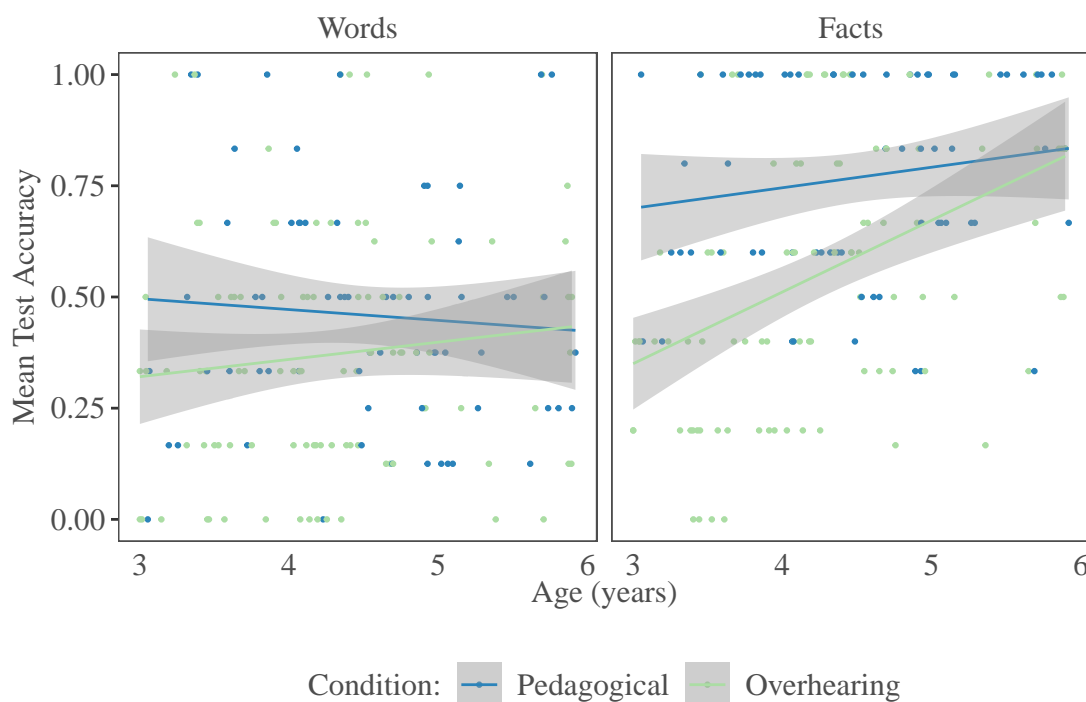 Words
Facts
Mean Test Accuracy
1.00
0.75
0.50
0.25
0.00
3 4 5 6
3 4 5 6
Age (years)
Condition: Pedagogical Overhearing